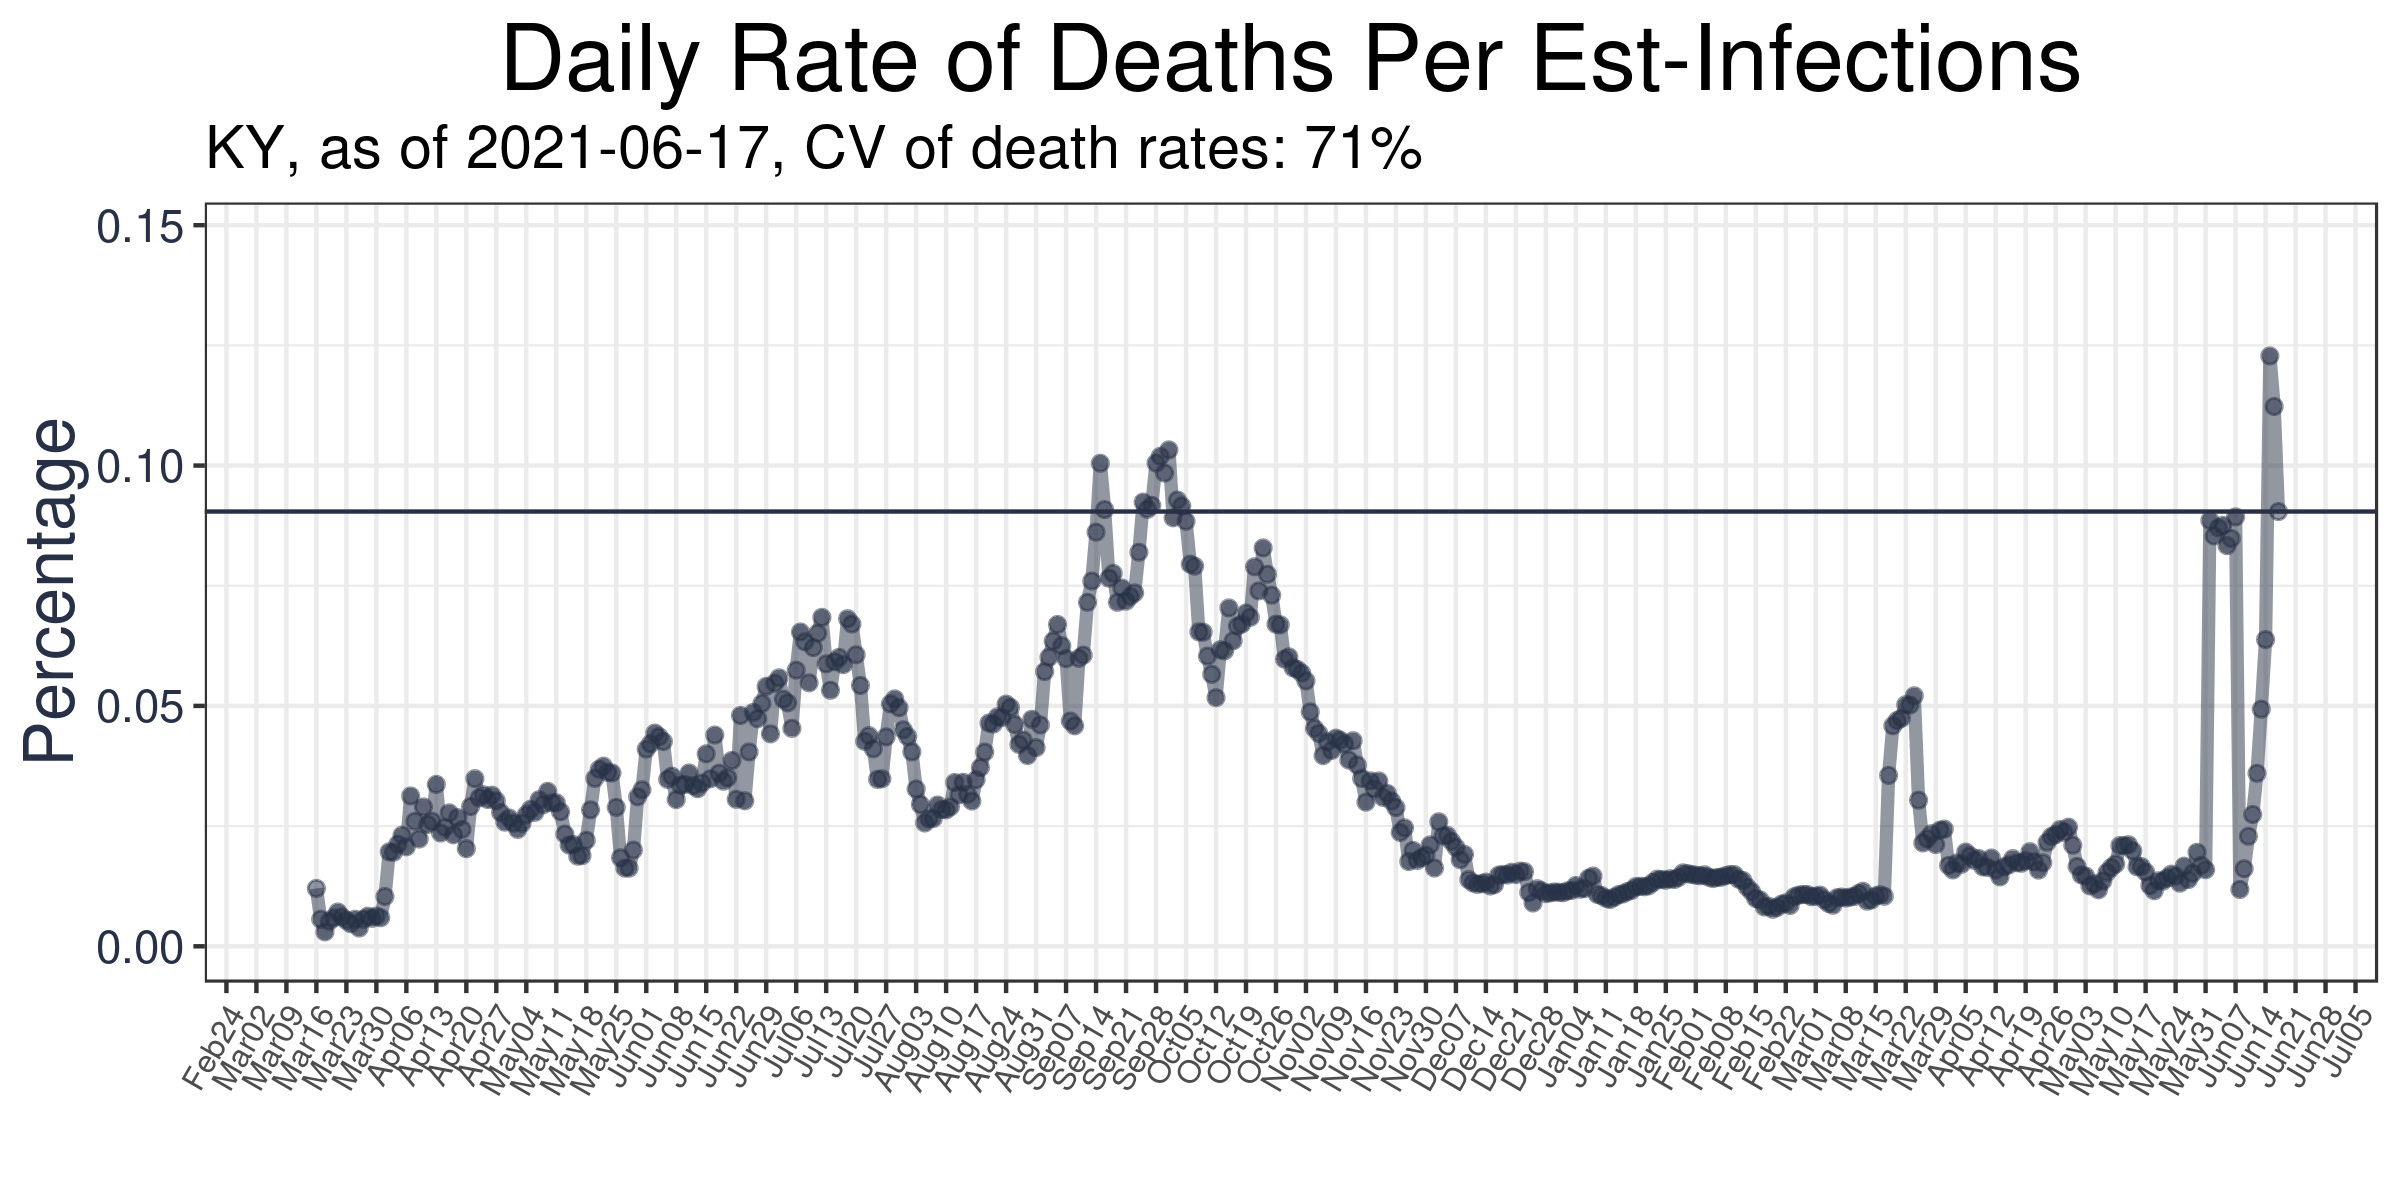 Daily Rate of Deaths Per Est-Infections
KY, as of 2021-06-17, CV of death rates: 71%
Percentage
0.15
0.10
0.05
0.00
Feb24
Mar02
Mar09
Mar16
Mar23
Mar30
Apr06
Apr13
Apr20
Apr27
May04
May11
May18
May25
Jun01
Jun08
Jun15
Jun22
Jun29
Jul06
Jul13
Jul20
Jul27
Aug03
Aug10
Aug17
Aug24
Aug31
Sep07
Sep14
Sep21
Sep28
Oct05
Oct12
Oct19
Oct26
Nov02
Nov09
Nov16
Nov23
Nov30
Dec07
Dec14
Dec21
Dec28
Jan04
Jan11
Jan18
Jan25
Feb01
Feb08
Feb15
Feb22
Mar01
Mar08
Mar15
Mar22
Mar29
Apr05
Apr12
Apr19
Apr26
May03
May10
May17
May24
May31
Jun07
Jun14
Jun21
Jun28
Jul05